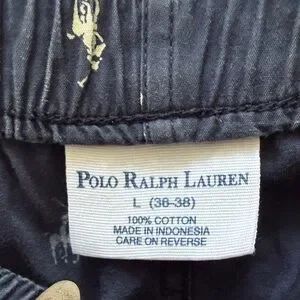 POLO RALPH LAUREN
L (36-38)
100% COTTON
MADE IN INDONESIA
CARE ON REVERSE